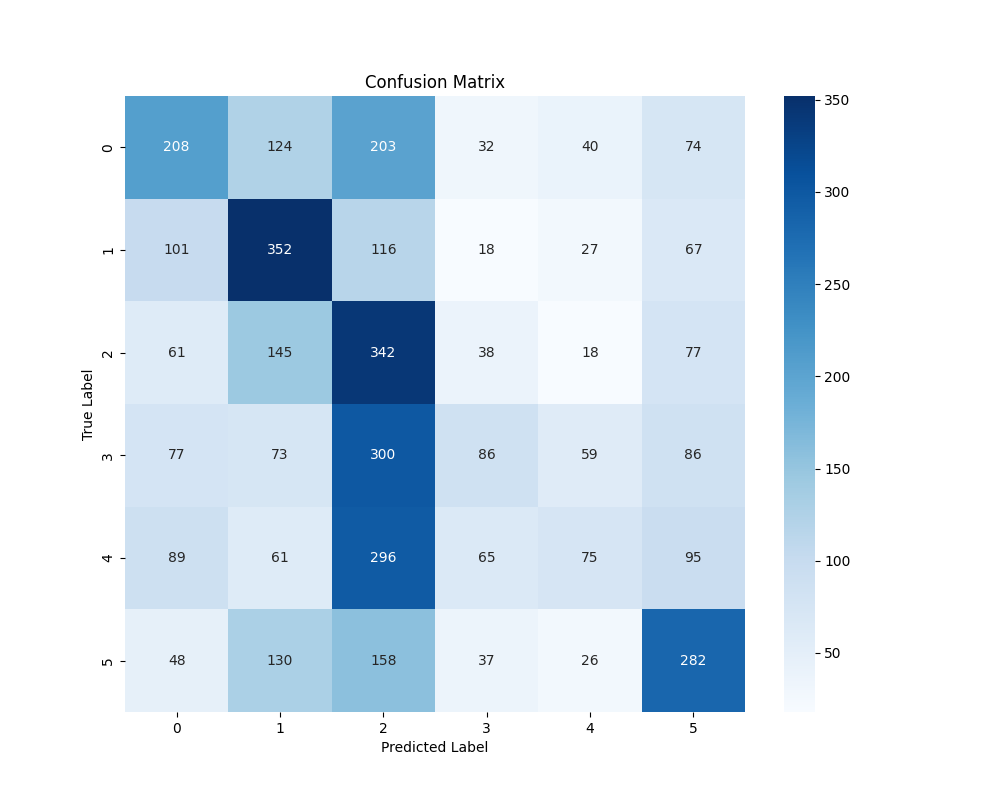 Confusion Matrix
True Label
0 208 124 203 32 40 74
1 101 352 116 18 27 67
2 61 145 342 38 18 77
3 77 73 300 86 59 86
4 89 61 296 65 75 95
5 48 130 158 37 26 282
0 1 2 3 4 5
Predicted Label
350
300
250
200
150
100
50